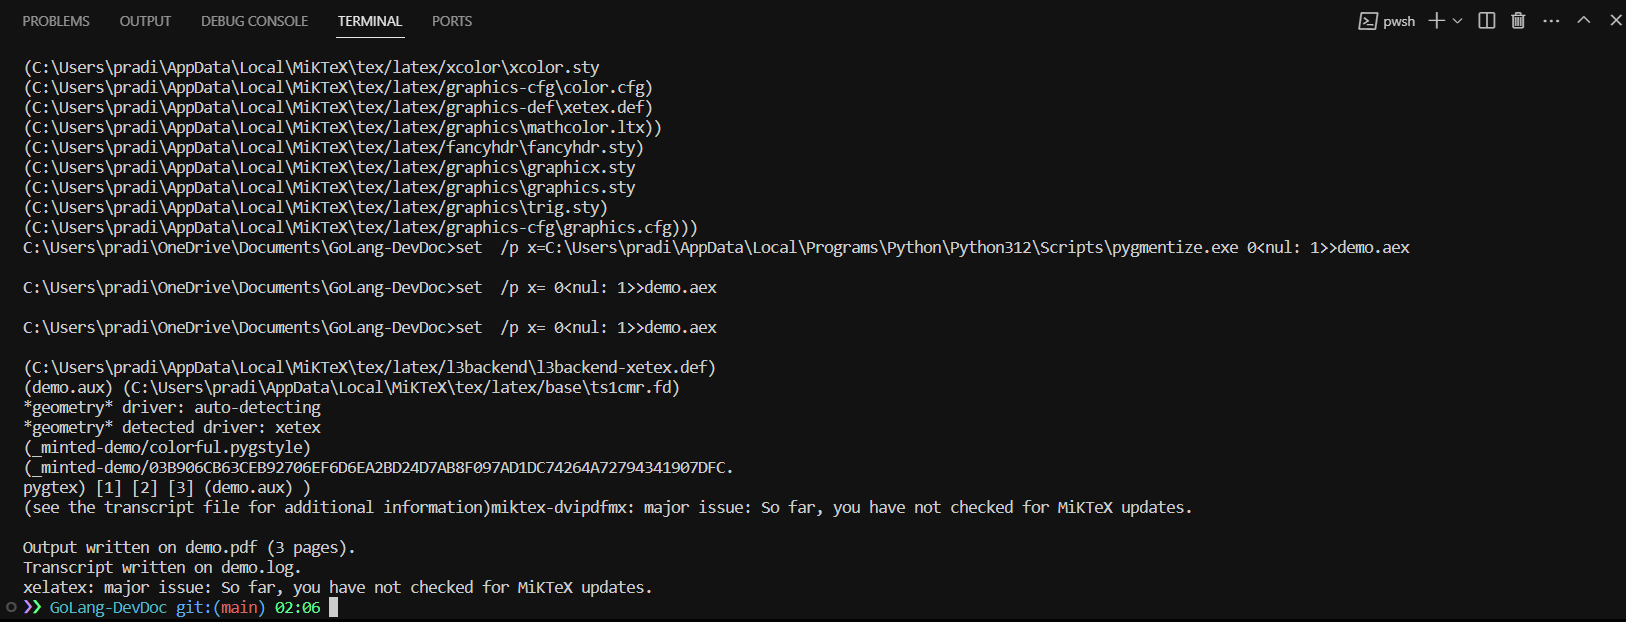 PROBLEMS OUTPUT DEBUG CONSOLE TERMINAL PORTS pwsh
(C:\Users\pradi\AppData\Local\MiKTeX\tex/latex/xcolor\xcolor.sty
(C:\Users\pradi\AppData\Local\MiKTeX\tex/latex/graphics-cfg\color.cfg)
(C:\Users\pradi\AppData\Local\MiKTeX\tex/latex/graphics-def\xetex.def)
(C:\Users\pradi\AppData\Local\MiKTeX\tex/latex/graphics\mathcolor.ltx))
(C:\Users\pradi\AppData\Local\MiKTeX\tex/latex/fancyhdr\fancyhdr.sty)
(C:\Users\pradi\AppData\Local\MiKTeX\tex/latex/graphics\graphicx.sty
(C:\Users\pradi\AppData\Local\MiKTeX\tex/latex/graphics\graphics.sty
(C:\Users\pradi\AppData\Local\MiKTeX\tex/latex/graphics\trig.sty)
(C:\Users\pradi\AppData\Local\MiKTeX\tex/latex/graphics-cfg\graphics.cfg)))
C:\Users\pradi\OneDrive\Documents\GoLang-DevDoc>set  /p x=C:\Users\pradi\AppData\Local\Programs\Python\Python312\Scripts\pygmentize.exe 0<nul: 1>>demo.aex
C:\Users\pradi\OneDrive\Documents\GoLang-DevDoc>set  /p x= 0<nul: 1>>demo.aex
C:\Users\pradi\OneDrive\Documents\GoLang-DevDoc>set  /p x= 0<nul: 1>>demo.aex
(C:\Users\pradi\AppData\Local\MiKTeX\tex/latex/l3backend\l3backend-xetex.def)
(demo.aux) (C:\Users\pradi\AppData\Local\MiKTeX\tex/latex/base\ts1cmr.fd)
*geometry* driver: auto-detecting
*geometry* detected driver: xetex
(_minted-demo/colorful.pygstyle)
(_minted-demo/03B906CB63CEB92706EF6D6EA2BD24D7AB8F097AD1DC74264A72794341907DFC.
pygtex) [1] [2] [3] (demo.aux) )
(see the transcript file for additional information)miktex-dvipdfmx: major issue: So far, you have not checked for MiKTeX updates.
Output written on demo.pdf (3 pages).
Transcript written on demo.log.
xelatex: major issue: So far, you have not checked for MiKTeX updates.
❯❯ GoLang-DevDoc git:(main) 02:06